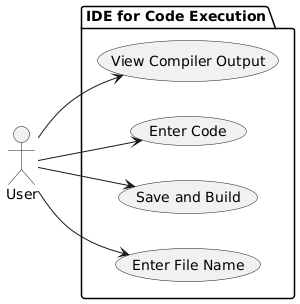 IDE for Code Execution
View Compiler Output
Enter Code
User
Save and Build
Enter File Name